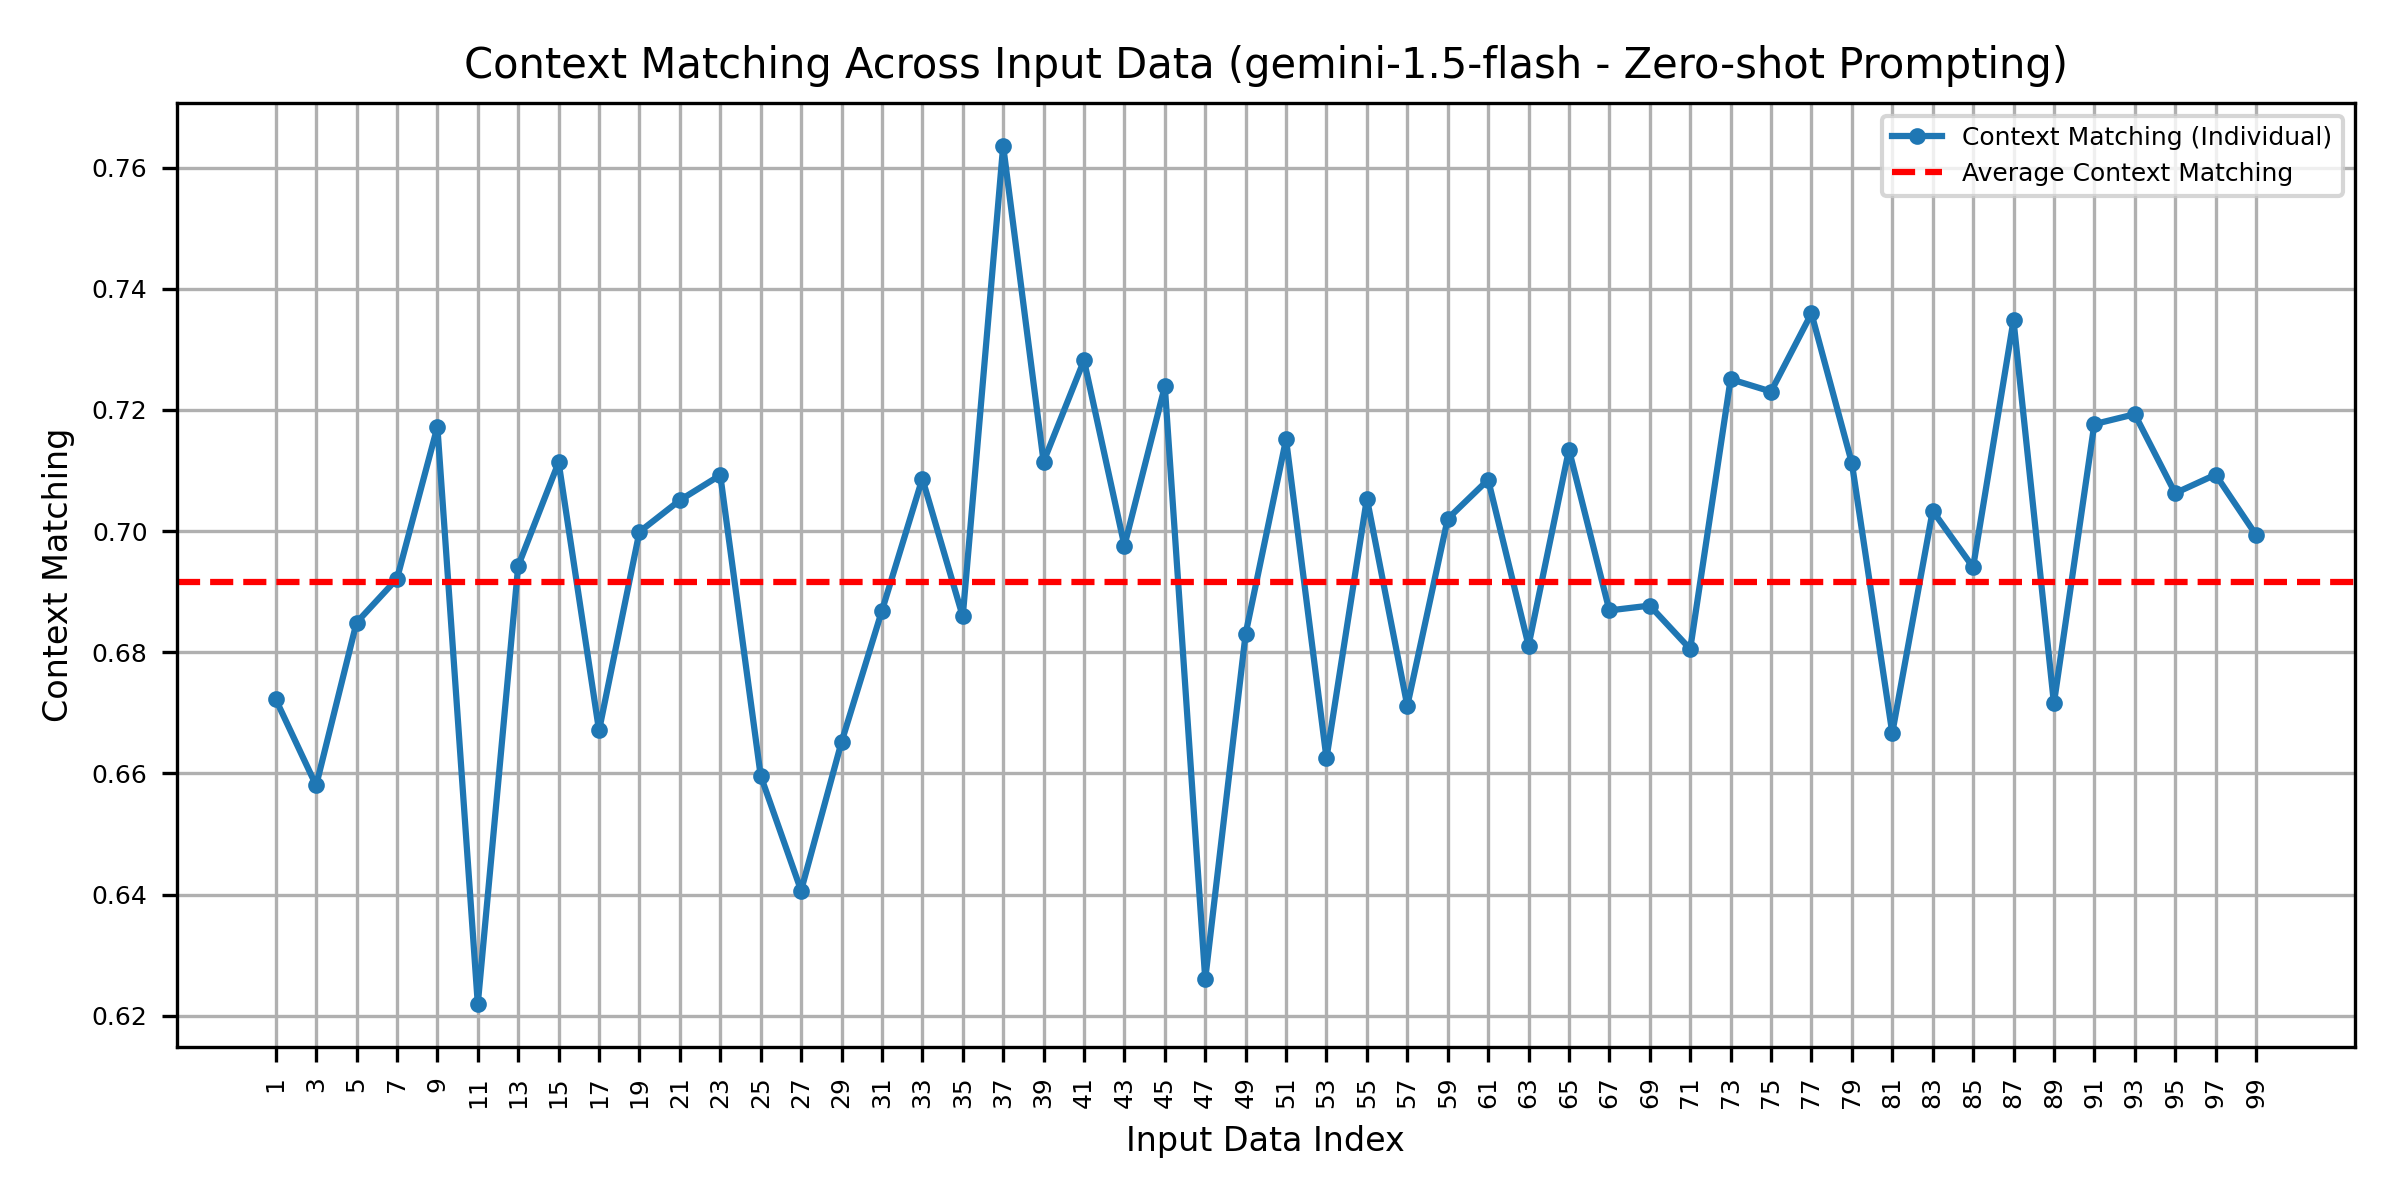 Context Matching Across Input Data (gemini-1.5-flash - Zero-shot Prompting)
Context Matching (Individual)
Average Context Matching
Context Matching
0.76
0.74
0.72
0.70
0.68
0.66
0.64
0.62
1 3 5 7 9 11 13 15 17 19 21 23 25 27 29 31 33 35 37 39 41 43 45 47 49 51 53 55 57 59 61 63 65 67 69 71 73 75 77 79 81 83 85 87 89 91 93 95 97 99
Input Data Index